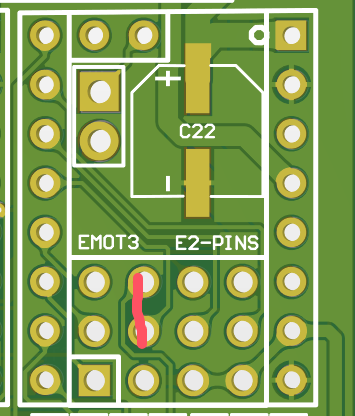 +
C22
-
EMOT3 E2-PINS